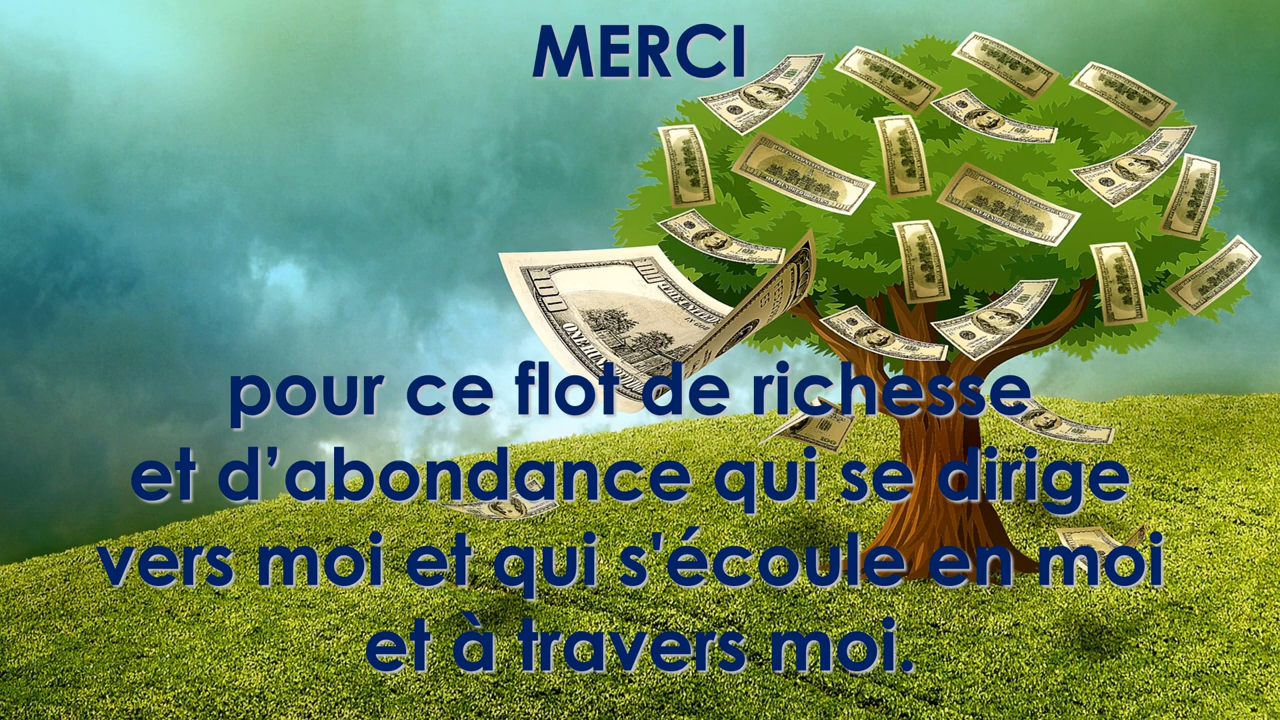 MERCI
pour ce flot de richesse
et d’abondance qui se dirige
vers moi et qui s'écoule en moi
et à travers moi.